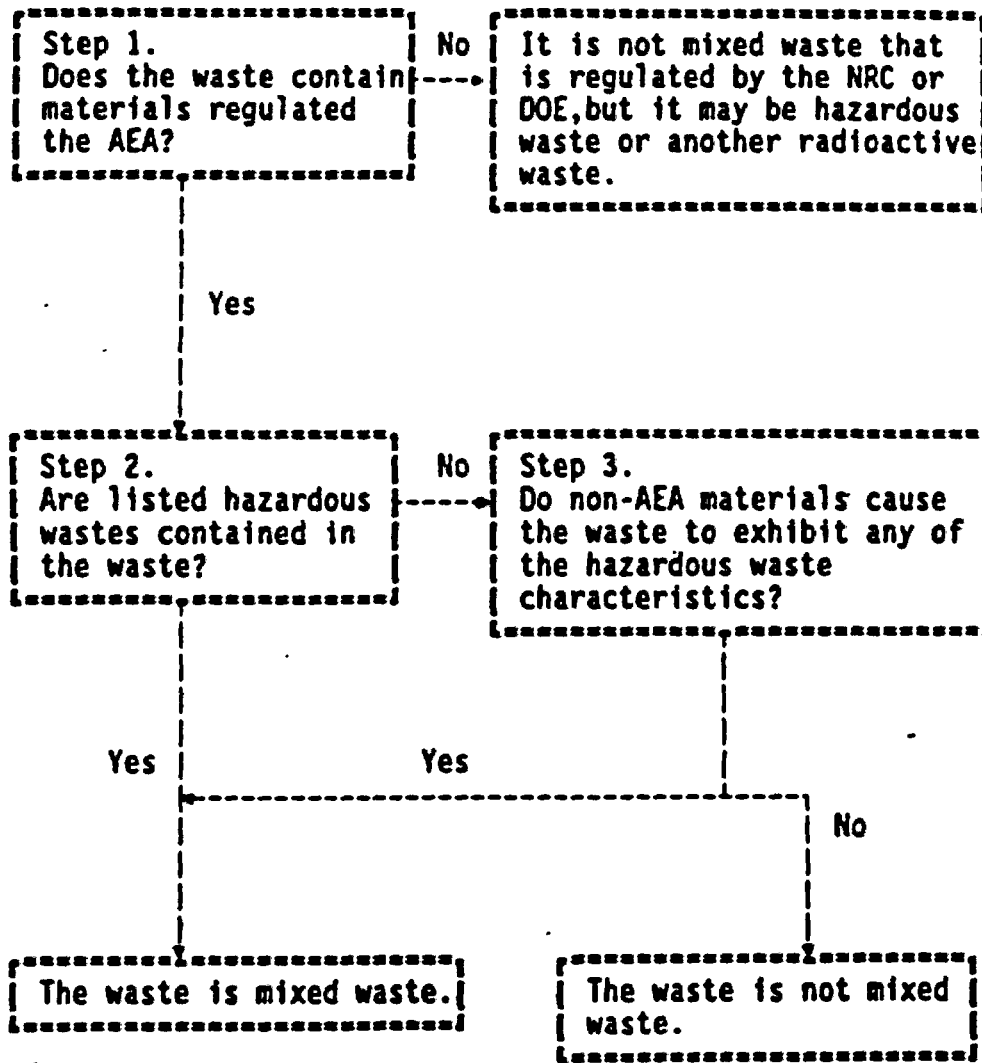 Step 1.
Does the waste contain
materials regulated
the AEA?
No
It is not mixed waste that
is regulated by the NRC or
DOE,but it may be hazardous
waste or another radioactive
waste.
Yes
Step 2.
Are listed hazardous
wastes contained in
the waste?
No
Step 3.
Do non-AEA materials cause
the waste to exhibit any of
the hazardous waste
characteristics?
Yes
Yes
No
The waste is mixed waste.
The waste is not mixed
waste.